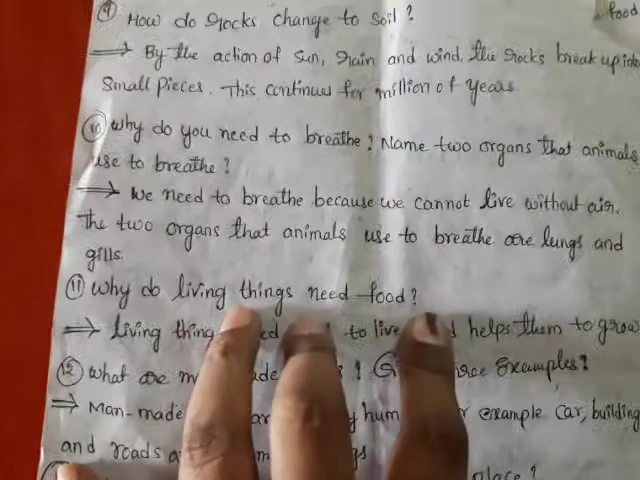 9 How do rocks change to soil?
food
⇒ By the action of sun, rain and wind, the rocks break up into
small pieces. This continues for million of years
10 Why do you need to breathe? Name two organs that animals
use to breathe?
⇒ We need to breathe because we cannot live without air.
The two organs that animals use to breathe are lungs and
gills.
11 Why do living things need food?
⇒ living thing to live helps them to grow
12 What are examples?
⇒ Man-made example car, building
and roads
place?